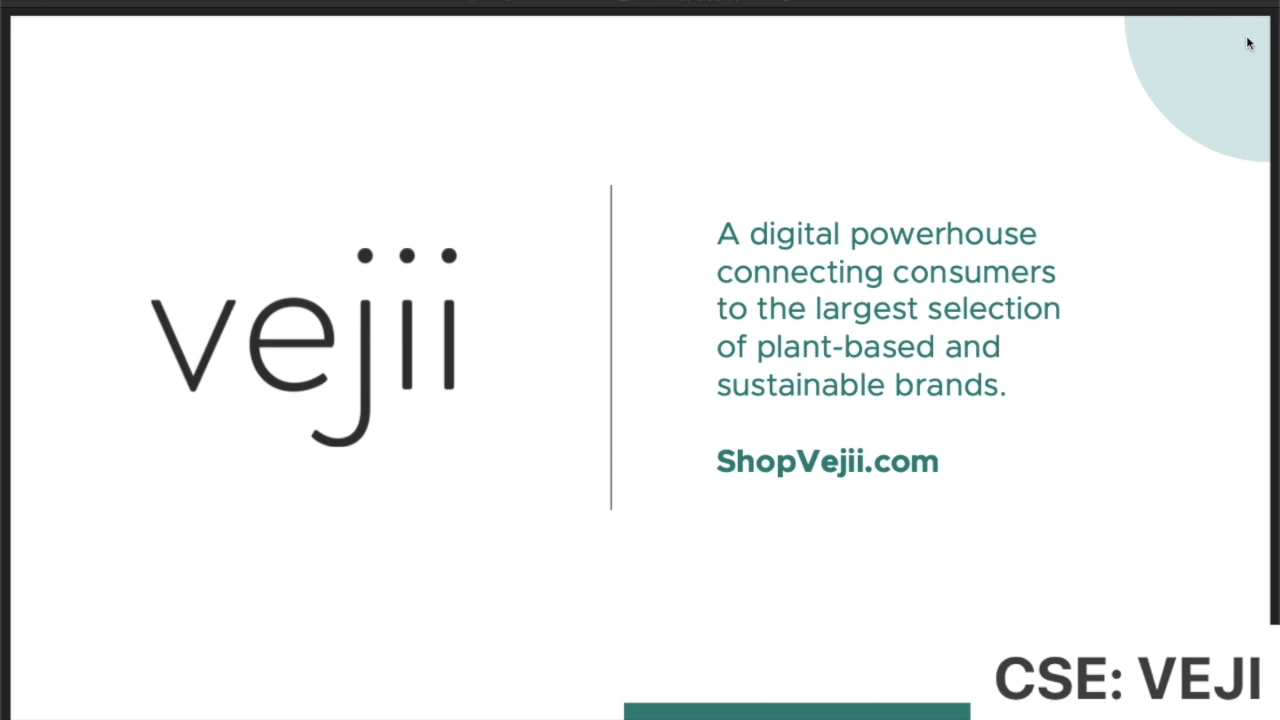 vejii
A digital powerhouse
connecting consumers
to the largest selection
of plant-based and
sustainable brands.
ShopVejii.com
CSE: VEJI